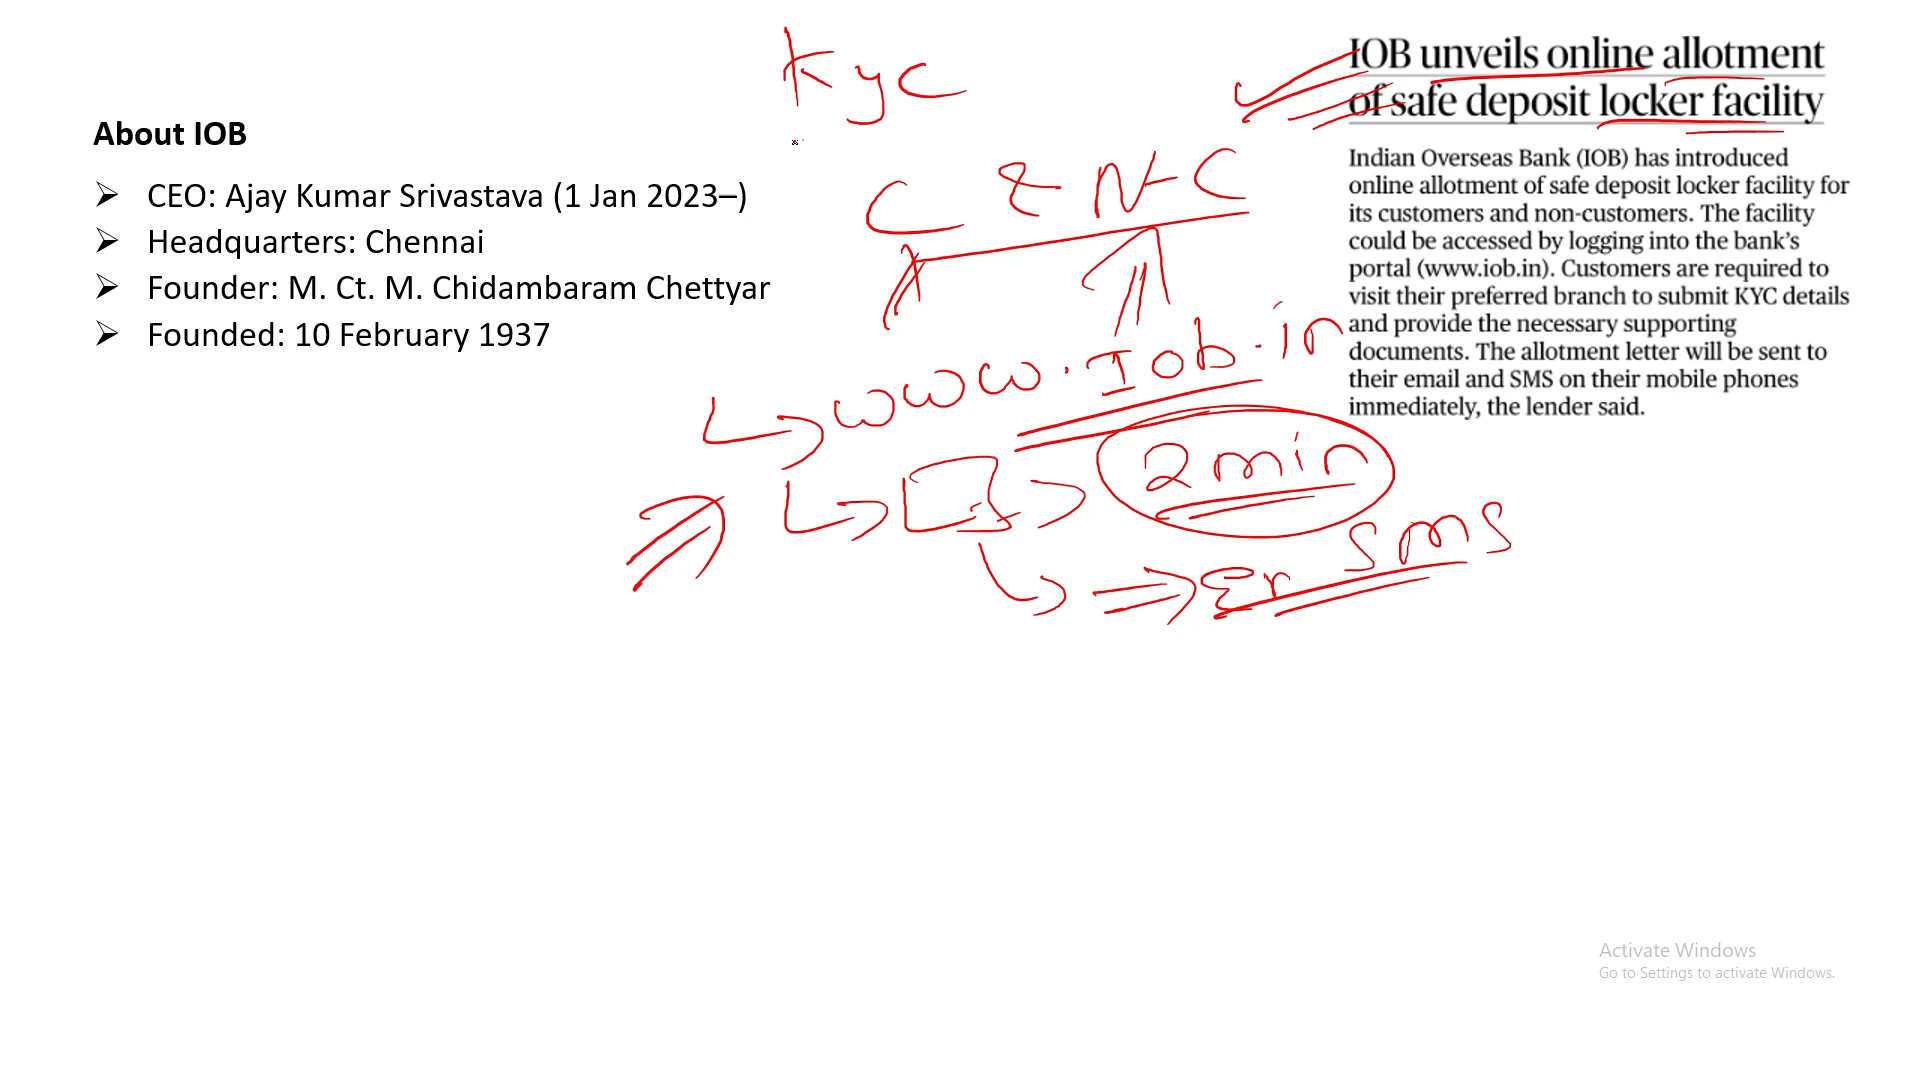 About IOB
➢ CEO: Ajay Kumar Srivastava (1 Jan 2023–)
➢ Headquarters: Chennai
➢ Founder: M. Ct. M. Chidambaram Chettyar
➢ Founded: 10 February 1937
Kyc
C & N-C
www.Iob.in
2min
SMS
IOB unveils online allotment
of safe deposit locker facility
Indian Overseas Bank (IOB) has introduced
online allotment of safe deposit locker facility for
its customers and non-customers. The facility
could be accessed by logging into the bank's
portal (www.iob.in). Customers are required to
visit their preferred branch to submit KYC details
and provide the necessary supporting
documents. The allotment letter will be sent to
their email and SMS on their mobile phones
immediately, the lender said.
Activate Windows
Go to Settings to activate Windows.